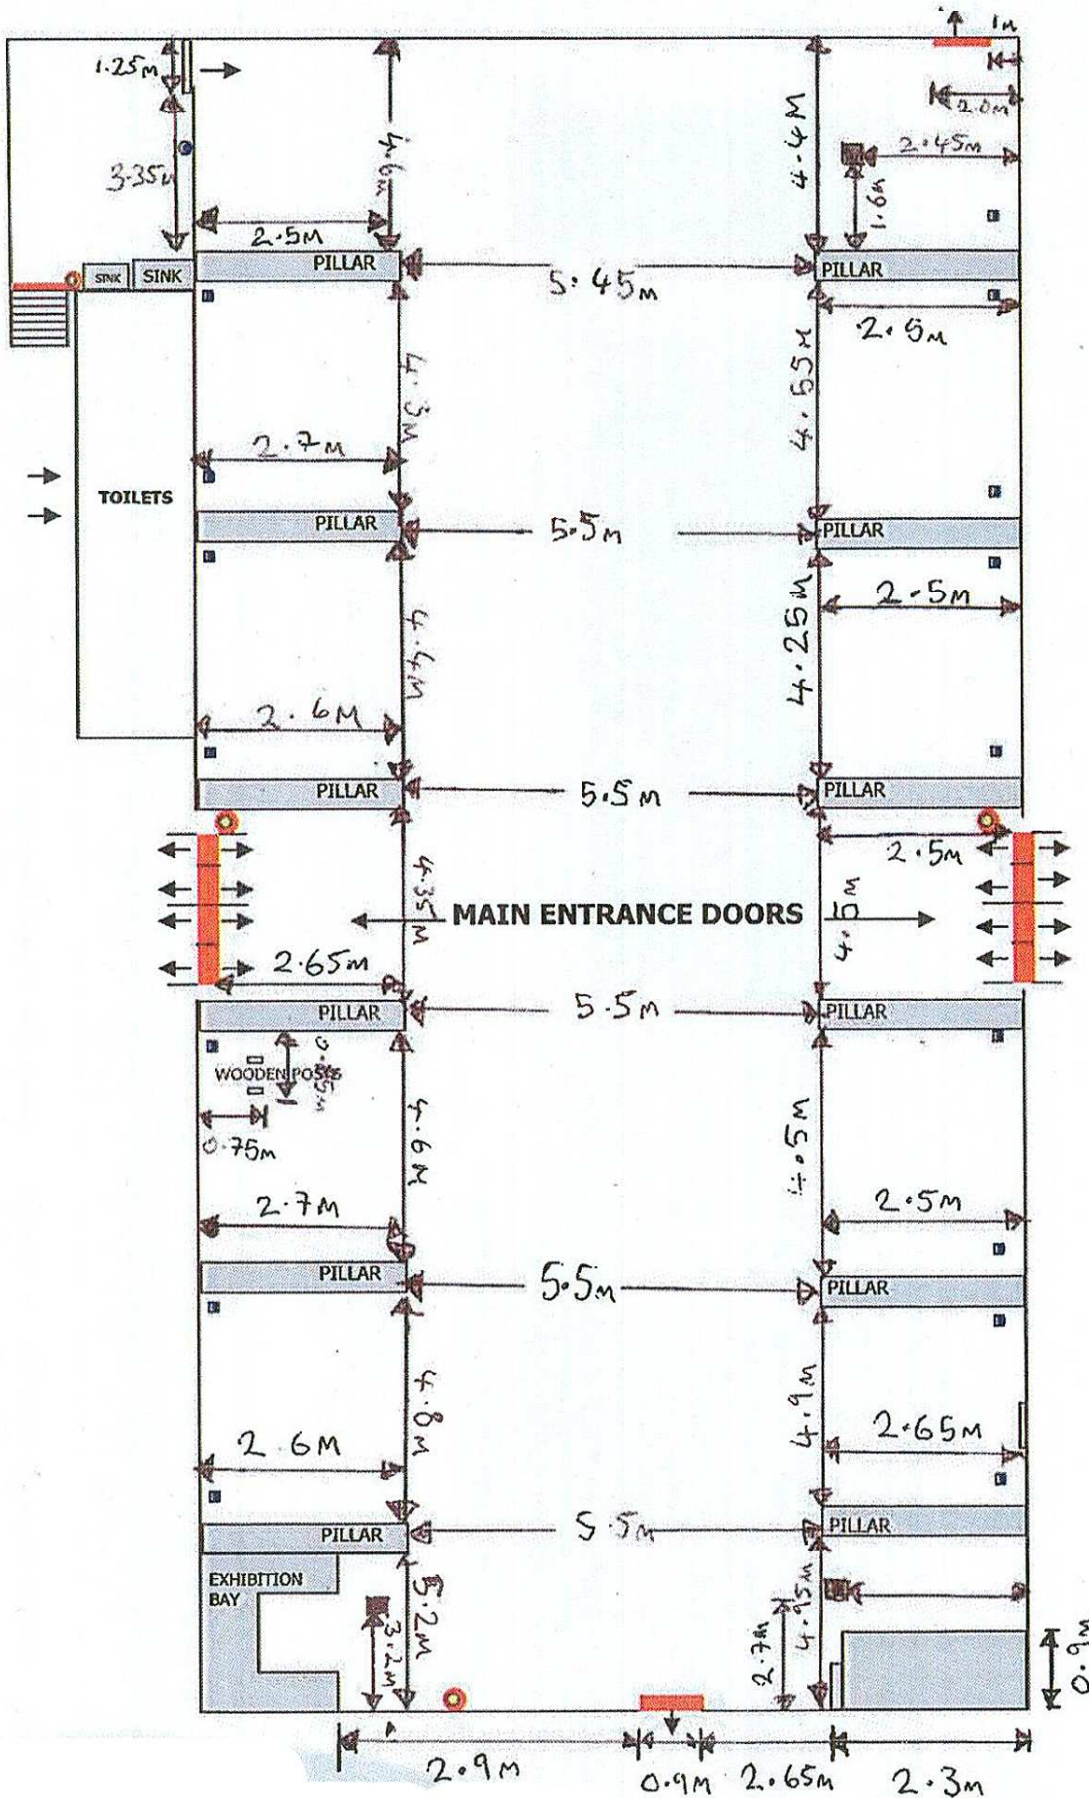 1M
1.25M
2.0M
4.6M
4.4M
2.45M
3.35M
1.6M
2.5M
SINK
SINK
PILLAR
5.45M
PILLAR
2.5M
4.3M
4.55M
2.7M
TOILETS
PILLAR
5.5M
PILLAR
4.4M
4.25M
2.5M
2.6M
PILLAR
5.5M
PILLAR
2.5M
4.35M
MAIN ENTRANCE DOORS
4.5M
2.65M
PILLAR
5.5M
PILLAR
WOODEN POSTS
0.75M
4.6M
4.5M
2.7M
2.5M
PILLAR
5.5M
PILLAR
4.8M
4.9M
2.6M
2.65M
PILLAR
5.5M
PILLAR
EXHIBITION
BAY
5.2M
4.95M
3.2M
2.7M
0.9M
2.9M
0.9M
2.65M
2.3M